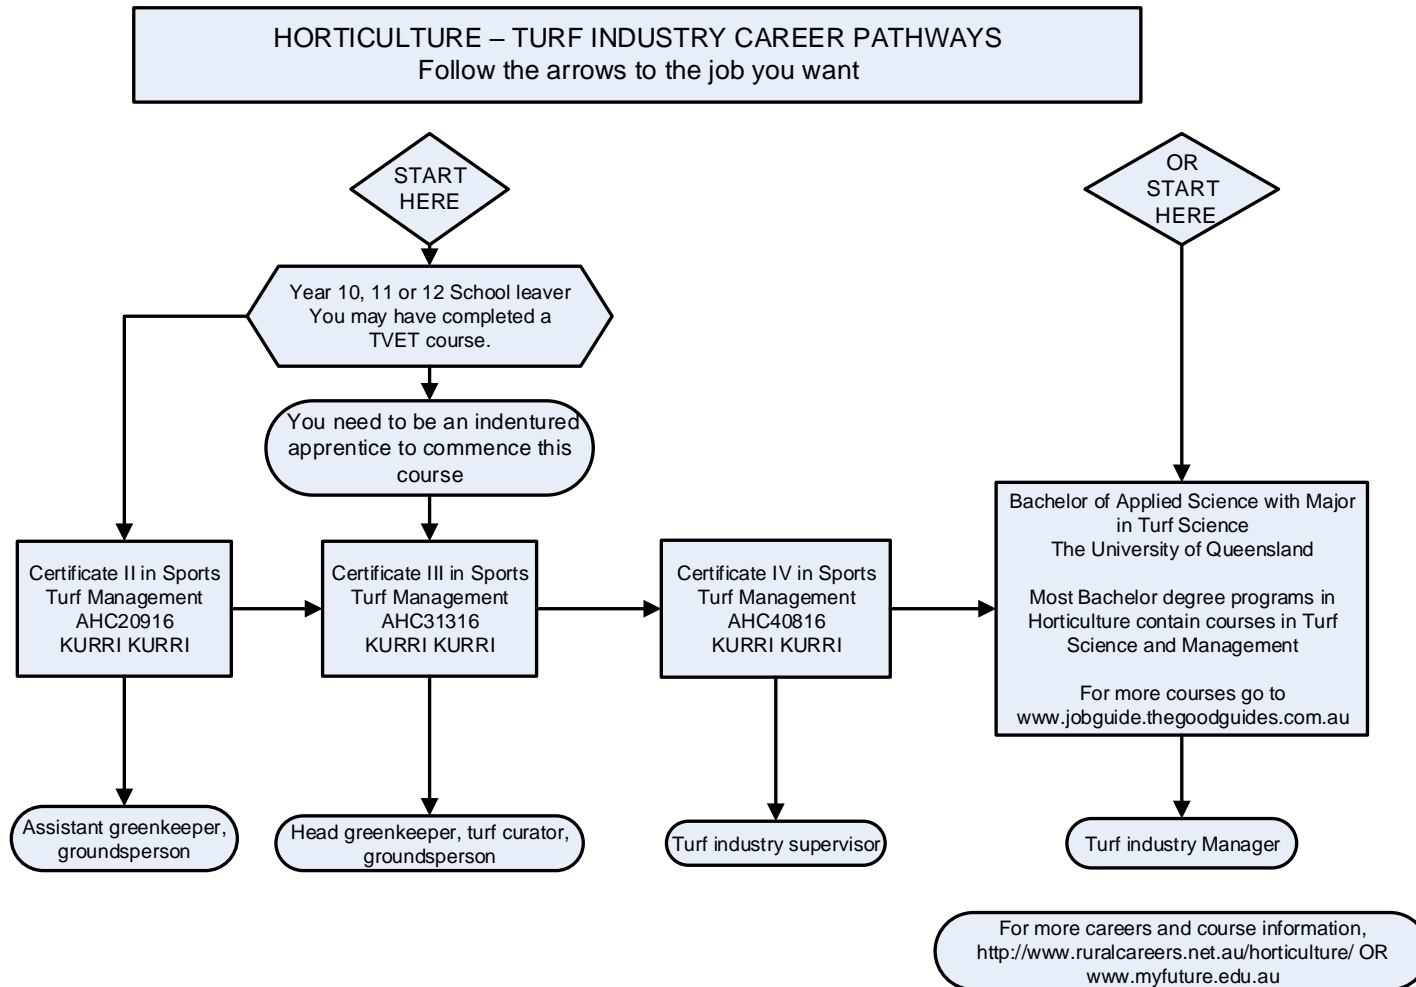 HORTICULTURE – TURF INDUSTRY CAREER PATHWAYS
Follow the arrows to the job you want
START
HERE
OR
START
HERE
Year 10, 11 or 12 School leaver
You may have completed a
TVET course.
You need to be an indentured
apprentice to commence this
course
Certificate II in Sports
Turf Management
AHC20916
KURRI KURRI
Certificate III in Sports
Turf Management
AHC31316
KURRI KURRI
Certificate IV in Sports
Turf Management
AHC40816
KURRI KURRI
Bachelor of Applied Science with Major
in Turf Science
The University of Queensland
Most Bachelor degree programs in
Horticulture contain courses in Turf
Science and Management
For more courses go to
www.jobguide.thegoodguides.com.au
Assistant greenkeeper,
groundsperson
Head greenkeeper, turf curator,
groundsperson
Turf industry supervisor
Turf industry Manager
For more careers and course information,
http://www.ruralcareers.net.au/horticulture/ OR
www.myfuture.edu.au